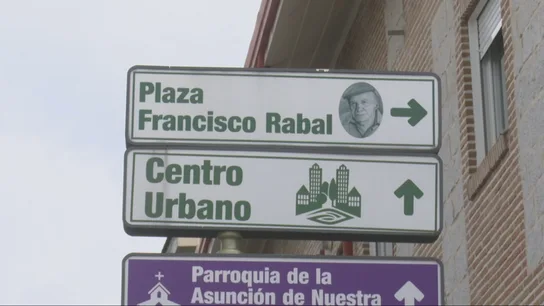 Plaza
Francisco Rabal
Centro
Urbano
Parroquia de la
Asunción de Nuestra